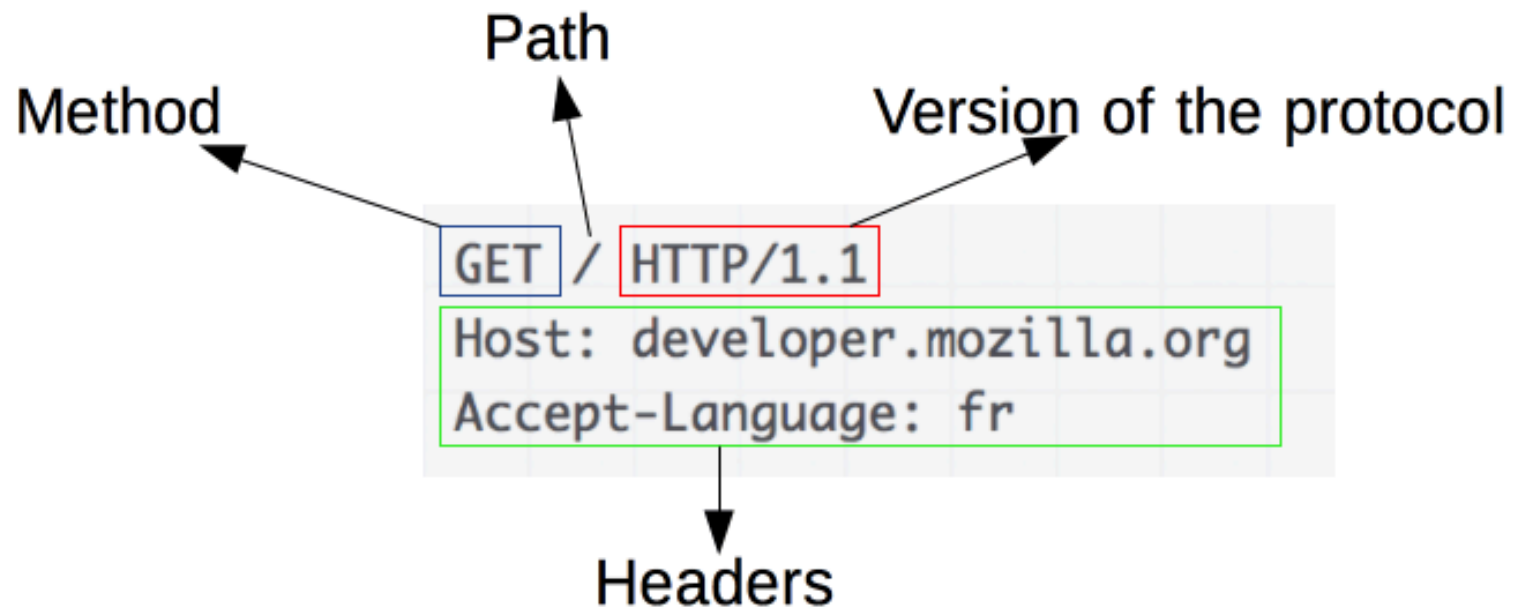 Path
Method
Version of the protocol
GET / HTTP/1.1
Host: developer.mozilla.org
Accept-Language: fr
Headers